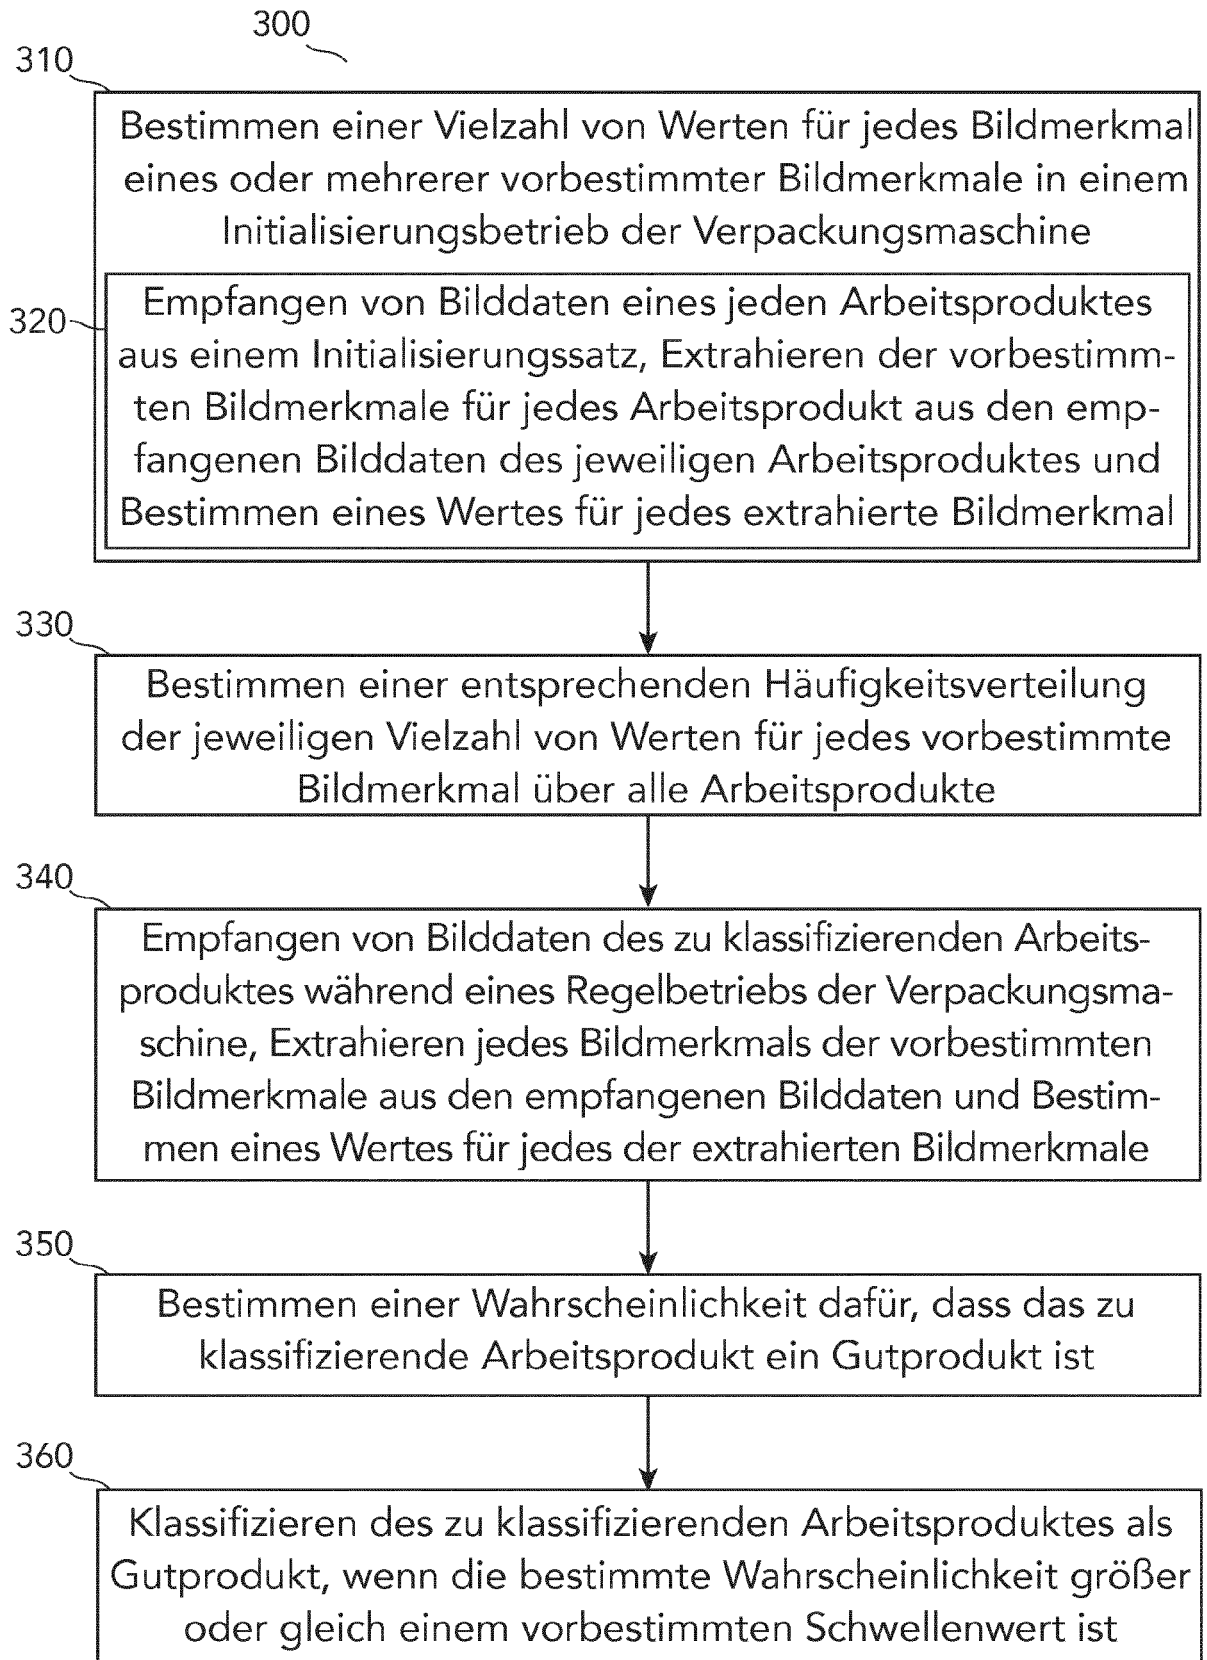 300
310
Bestimmen einer Vielzahl von Werten für jedes Bildmerkmal
eines oder mehrerer vorbestimmter Bildmerkmale in einem
Initialisierungsbetrieb der Verpackungsmaschine
320
Empfangen von Bilddaten eines jeden Arbeitsproduktes
aus einem Initialisierungssatz, Extrahieren der vorbestimm-
ten Bildmerkmale für jedes Arbeitsprodukt aus den emp-
fangenen Bilddaten des jeweiligen Arbeitsproduktes und
Bestimmen eines Wertes für jedes extrahierte Bildmerkmal
330
Bestimmen einer entsprechenden Häufigkeitsverteilung
der jeweiligen Vielzahl von Werten für jedes vorbestimmte
Bildmerkmal über alle Arbeitsprodukte
340
Empfangen von Bilddaten des zu klassifizierenden Arbeits-
produktes während eines Regelbetriebs der Verpackungsma-
schine, Extrahieren jedes Bildmerkmals der vorbestimmten
Bildmerkmale aus den empfangenen Bilddaten und Bestim-
men eines Wertes für jedes der extrahierten Bildmerkmale
350
Bestimmen einer Wahrscheinlichkeit dafür, dass das zu
klassifizierende Arbeitsprodukt ein Gutprodukt ist
360
Klassifizieren des zu klassifizierenden Arbeitsproduktes als
Gutprodukt, wenn die bestimmte Wahrscheinlichkeit größer
oder gleich einem vorbestimmten Schwellenwert ist